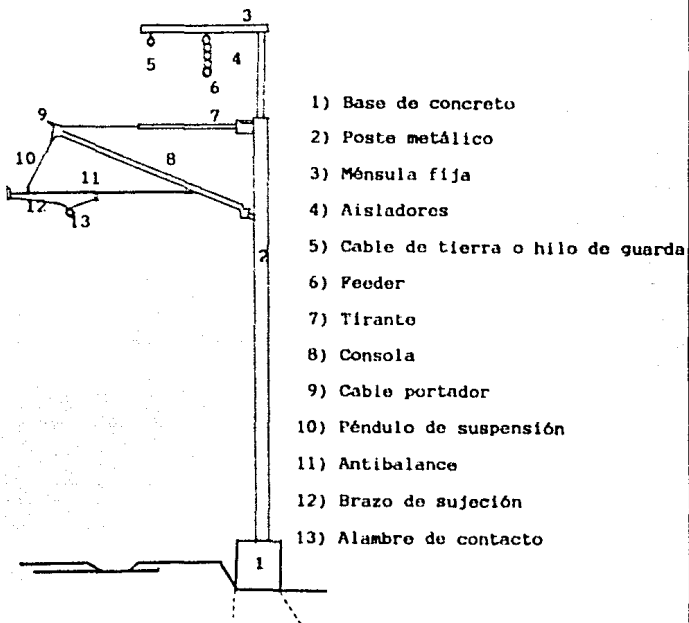 3
5
4
6
9
7
10
8
11
12
13
2
1
1) Base de concreto
2) Poste metálico
3) Ménsula fija
4) Aisladores
5) Cable de tierra o hilo de guarda
6) Feeder
7) Tirante
8) Consola
9) Cable portador
10) Péndulo de suspensión
11) Antibalance
12) Brazo de sujeción
13) Alambre de contacto